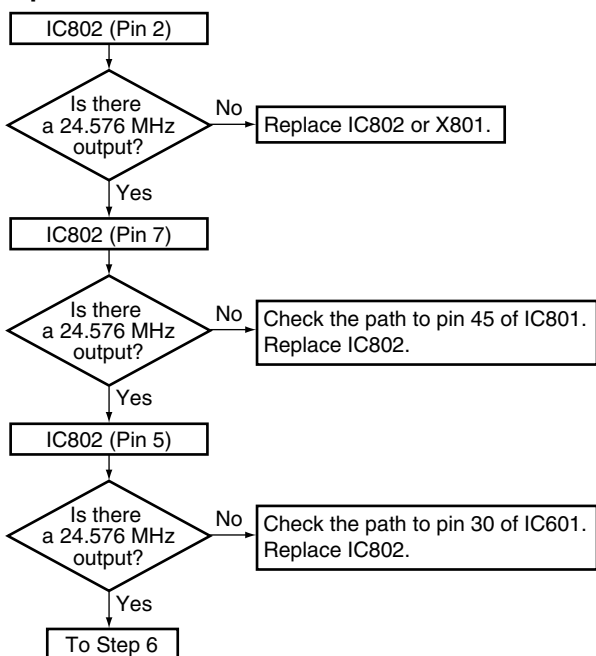 IC802 (Pin 2)
Is there
a 24.576 MHz
output?
No
Replace IC802 or X801.
Yes
IC802 (Pin 7)
Is there
a 24.576 MHz
output?
No
Check the path to pin 45 of IC801.
Replace IC802.
Yes
IC802 (Pin 5)
Is there
a 24.576 MHz
output?
No
Check the path to pin 30 of IC601.
Replace IC802.
Yes
To Step 6